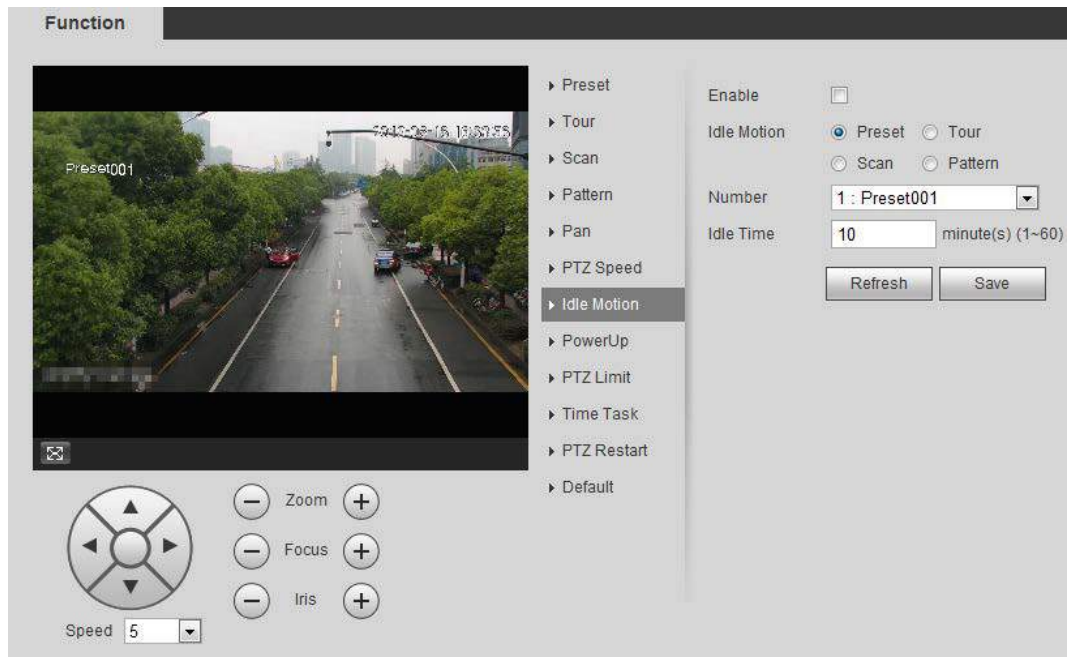 Function
Preset001
Preset
Tour
Scan
Pattern
Pan
PTZ Speed
Idle Motion
PowerUp
PTZ Limit
Time Task
PTZ Restart
Default
Enable
Idle Motion
Preset Tour
Scan Pattern
Number 1 : Preset001
Idle Time 10 minute(s) (1~60)
Refresh Save
Zoom
Focus
Iris
Speed 5